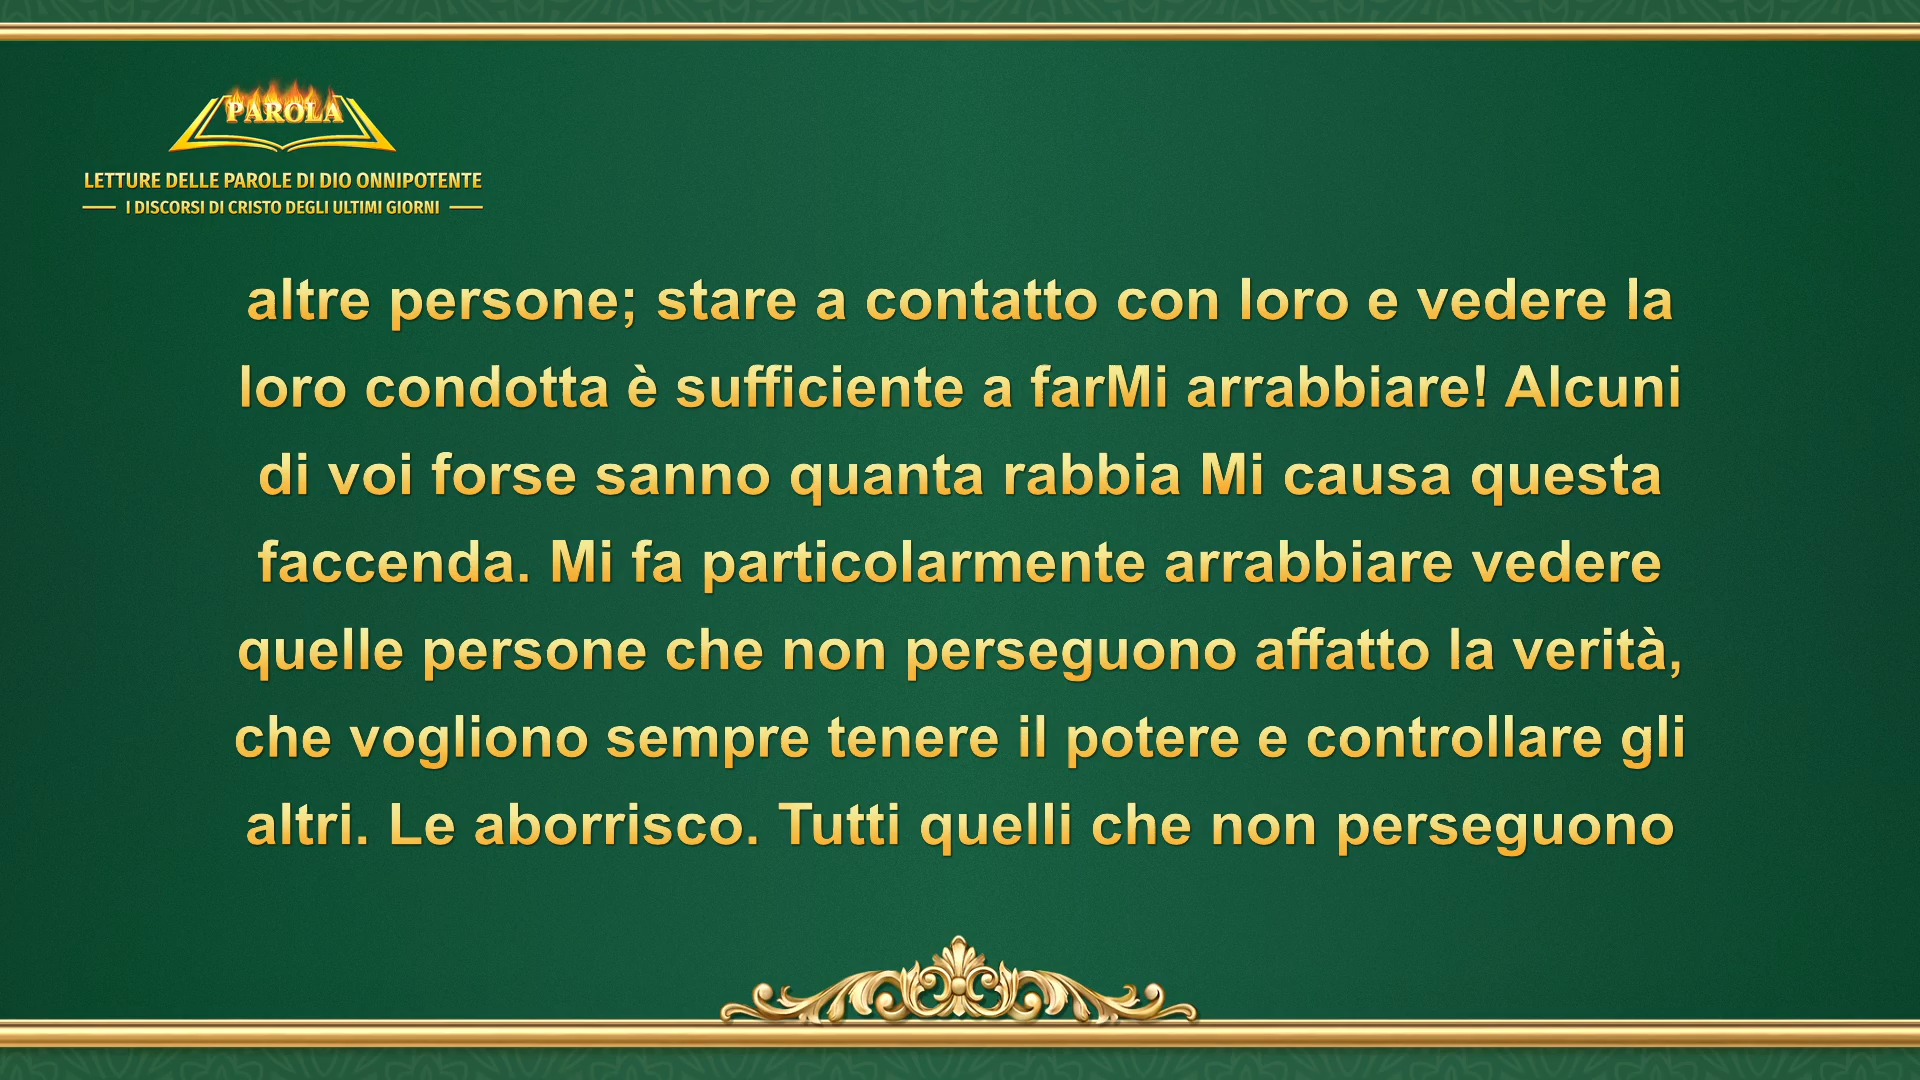 PAROLA
LETTURE DELLE PAROLE DI DIO ONNIPOTENTE
I DISCORSI DI CRISTO DEGLI ULTIMI GIORNI
altre persone; stare a contatto con loro e vedere la
loro condotta è sufficiente a farMi arrabbiare! Alcuni
di voi forse sanno quanta rabbia Mi causa questa
faccenda. Mi fa particolarmente arrabbiare vedere
quelle persone che non perseguono affatto la verità,
che vogliono sempre tenere il potere e controllare gli
altri. Le aborrisco. Tutti quelli che non perseguono